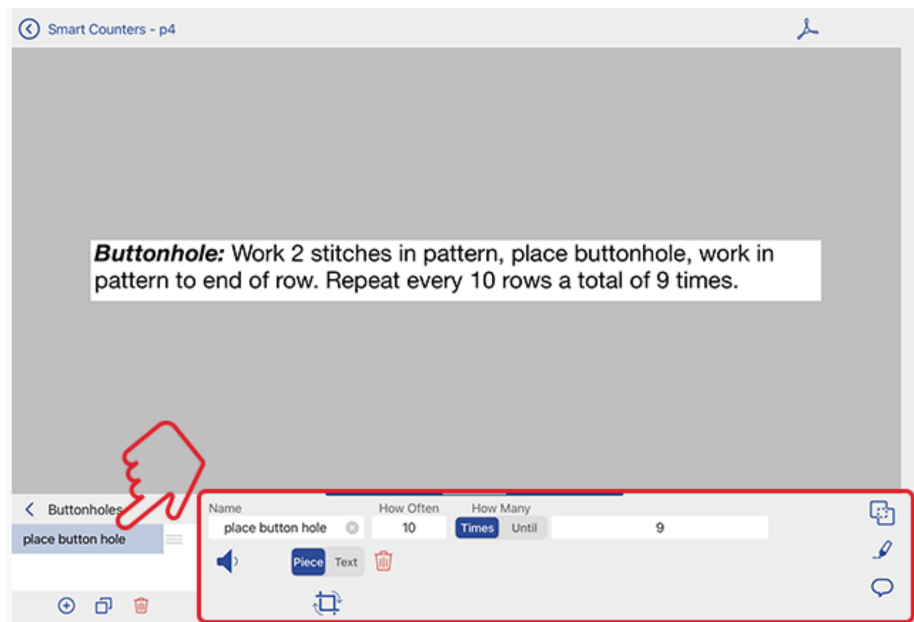 Smart Counters - p4
Buttonhole: Work 2 stitches in pattern, place buttonhole, work in
pattern to end of row. Repeat every 10 rows a total of 9 times.
Buttonholes
place button hole
Name How Often How Many
place button hole 10 Times Until 9
Piece Text